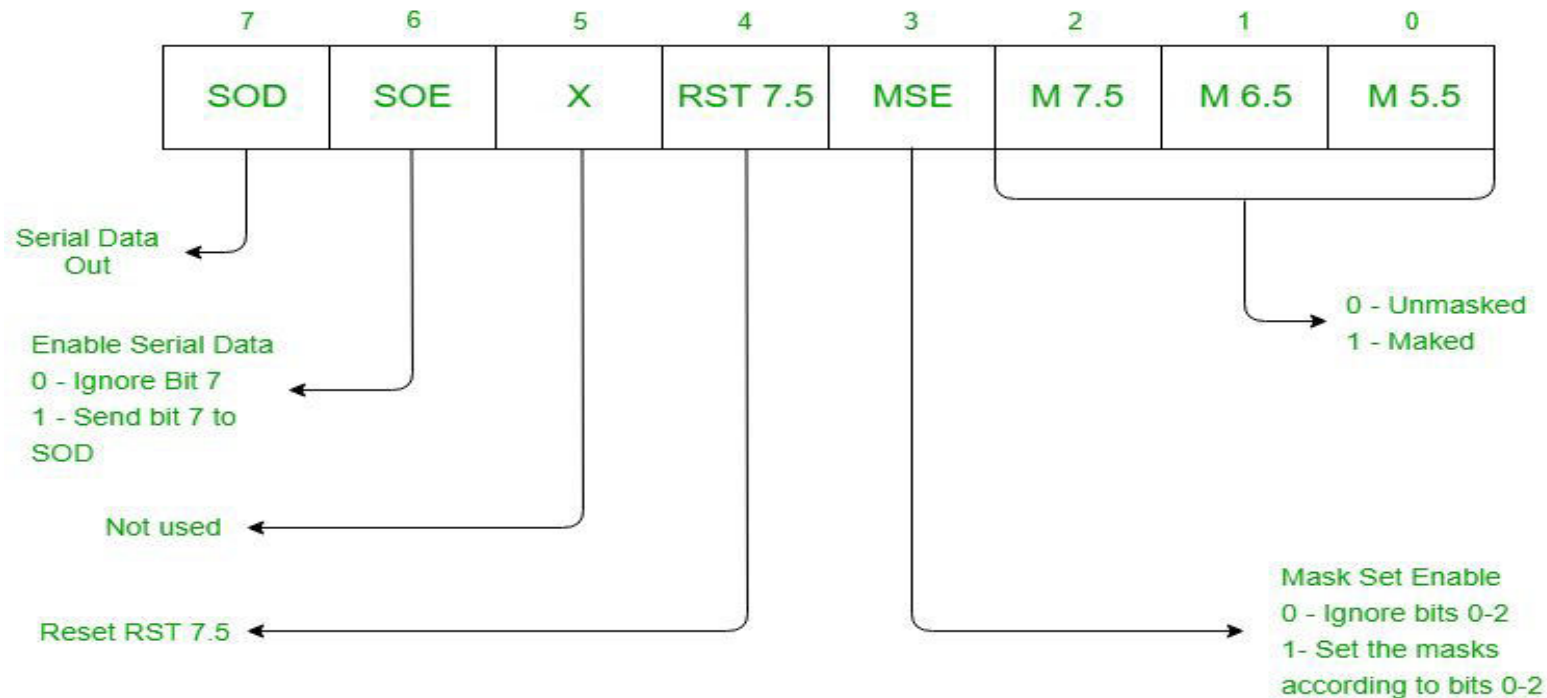 7 6 5 4 3 2 1 0
SOD SOE X RST 7.5 MSE M 7.5 M 6.5 M 5.5
Serial Data
Out
Enable Serial Data
0 - Ignore Bit 7
1 - Send bit 7 to
SOD
Not used
Reset RST 7.5
0 - Unmasked
1 - Maked
Mask Set Enable
0 - Ignore bits 0-2
1- Set the masks
according to bits 0-2